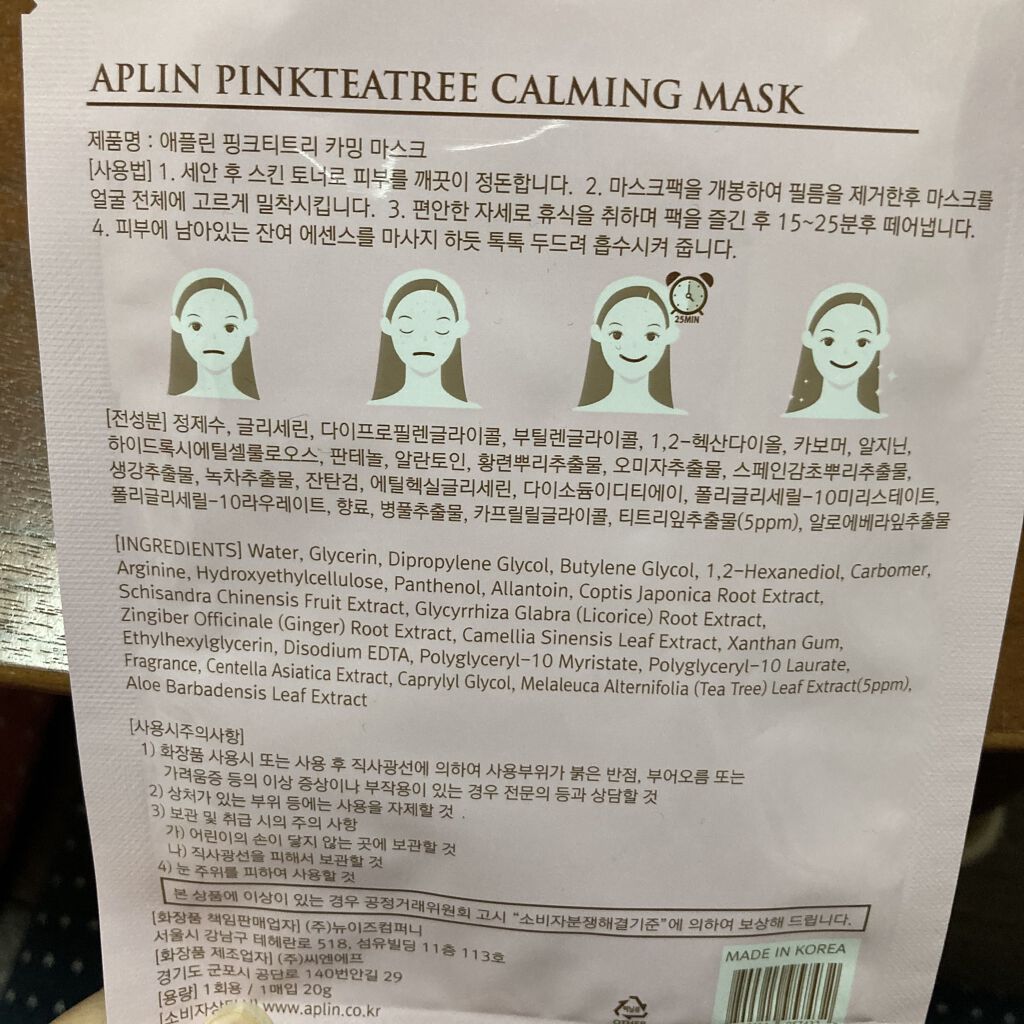 APLIN PINKTEATREE CALMING MASK
제품명 : 애플린 핑크티트리 카밍 마스크
[사용법] 1. 세안 후 스킨 토너로 피부를 깨끗이 정돈합니다. 2. 마스크팩을 개봉하여 필름을 제거한후 마스크를
얼굴 전체에 고르게 밀착시킵니다. 3. 편안한 자세로 휴식을 취하며 팩을 즐긴 후 15~25분후 떼어냅니다.
4. 피부에 남아있는 잔여 에센스를 마사지 하듯 톡톡 두드려 흡수시켜 줍니다.
25MIN
[전성분] 정제수, 글리세린, 다이프로필렌글라이콜, 부틸렌글라이콜, 1,2-헥산다이올, 카보머, 알지닌,
하이드록시에틸셀룰로오스, 판테놀, 알란토인, 황련뿌리추출물, 오미자추출물, 스페인감초뿌리추출물,
생강추출물, 녹차추출물, 잔탄검, 에틸헥실글리세린, 다이소듐이디티에이, 폴리글리세릴-10미리스테이트,
폴리글리세릴-10라우레이트, 향료, 병풀추출물, 카프릴릴글라이콜, 티트리잎추출물(5ppm), 알로에베라잎추출물
[INGREDIENTS] Water, Glycerin, Dipropylene Glycol, Butylene Glycol, 1,2-Hexanediol, Carbomer,
Arginine, Hydroxyethylcellulose, Panthenol, Allantoin, Coptis Japonica Root Extract,
Schisandra Chinensis Fruit Extract, Glycyrrhiza Glabra (Licorice) Root Extract,
Zingiber Officinale (Ginger) Root Extract, Camellia Sinensis Leaf Extract, Xanthan Gum,
Ethylhexylglycerin, Disodium EDTA, Polyglyceryl-10 Myristate, Polyglyceryl-10 Laurate,
Fragrance, Centella Asiatica Extract, Caprylyl Glycol, Melaleuca Alternifolia (Tea Tree) Leaf Extract(5ppm),
Aloe Barbadensis Leaf Extract
[사용시주의사항]
1) 화장품 사용시 또는 사용 후 직사광선에 의하여 사용부위가 붉은 반점, 부어오름 또는
가려움증 등의 이상 증상이나 부작용이 있는 경우 전문의 등과 상담할 것
2) 상처가 있는 부위 등에는 사용을 자제할 것 .
3) 보관 및 취급 시의 주의 사항
가) 어린이의 손이 닿지 않는 곳에 보관할 것
나) 직사광선을 피해서 보관할 것
4) 눈 주위를 피하여 사용할 것
본 상품에 이상이 있는 경우 공정거래위원회 고시 "소비자분쟁해결기준"에 의하여 보상해 드립니다.
[화장품 책임판매업자] (주)뉴이즈컴퍼니
서울시 강남구 테헤란로 518, 섬유빌딩 11층 113호
[화장품 제조업자] (주)씨엔에프
경기도 군포시 공단로 140번안길 29
[용량] 1회용 / 1매입 20g
www.aplin.co.kr
MADE IN KOREA
OTHER